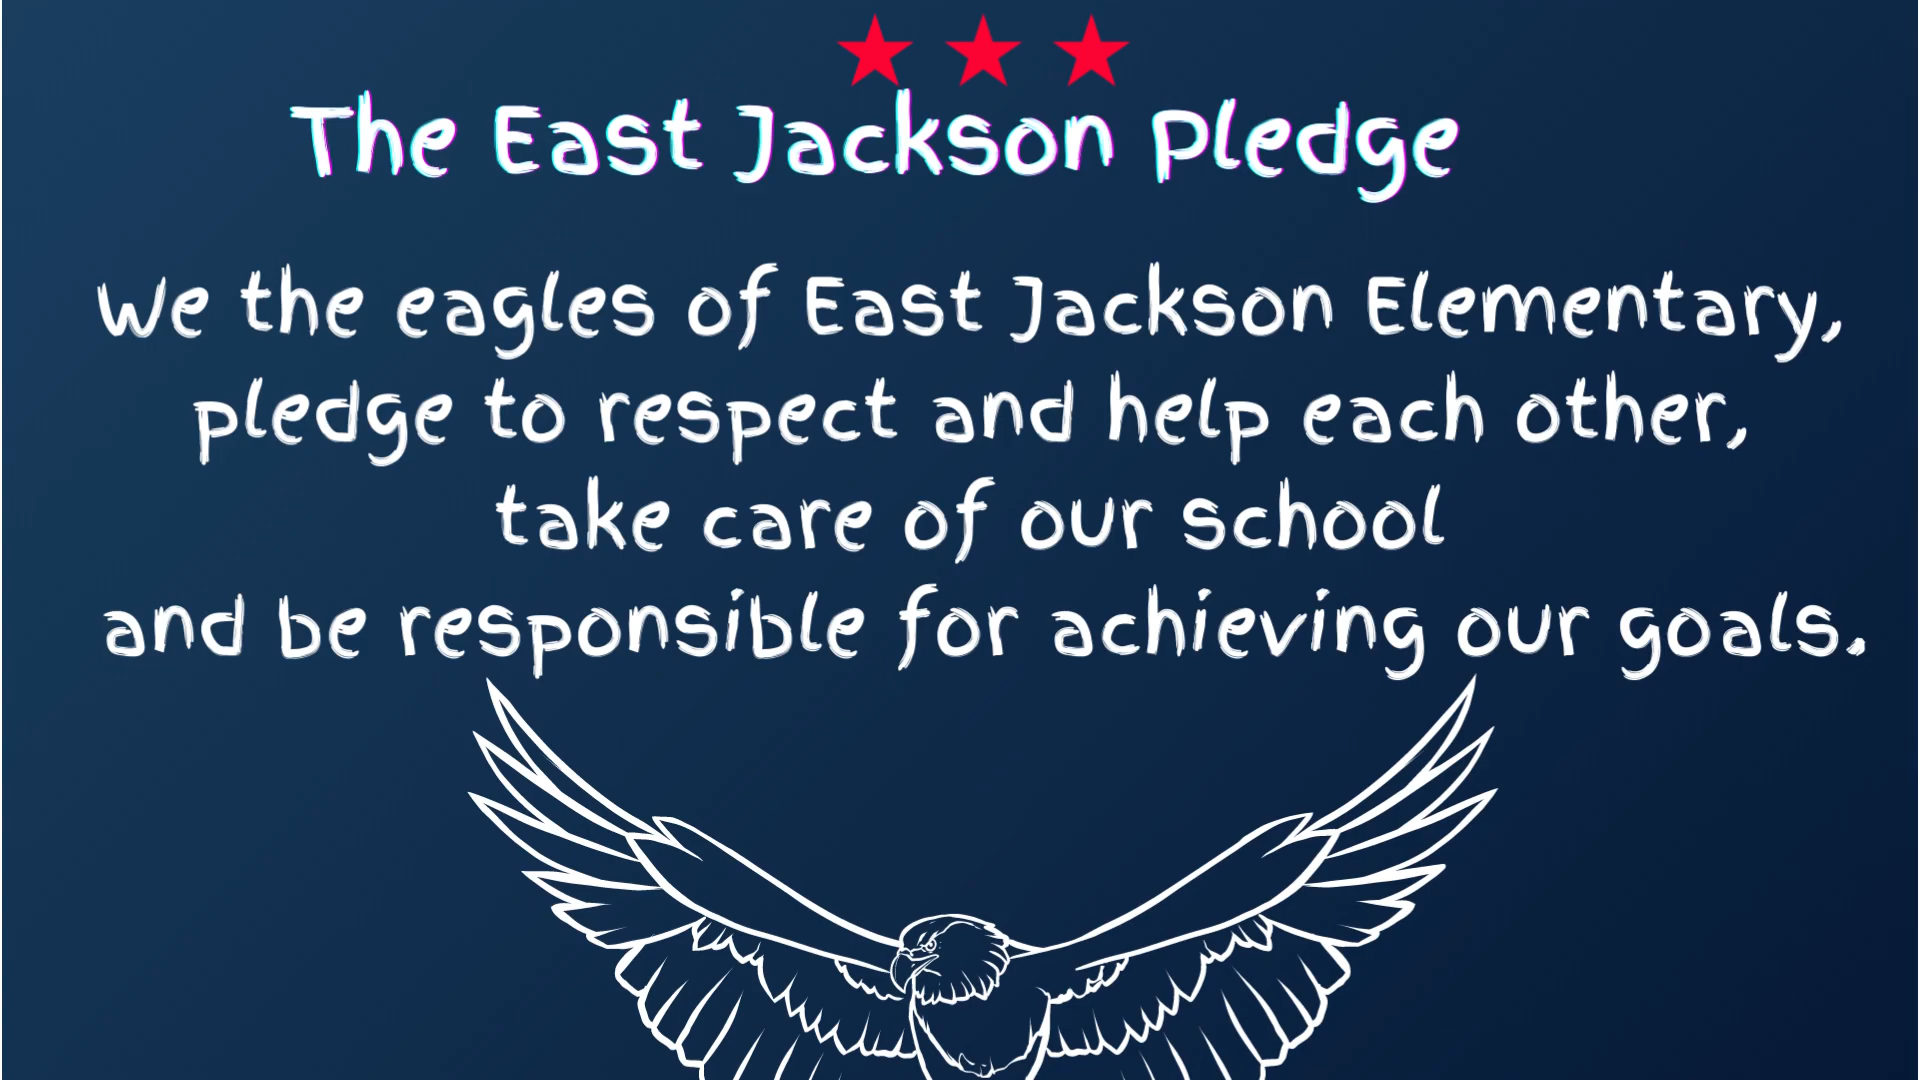 The East Jackson Pledge
We the eagles of East Jackson Elementary,
pledge to respect and help each other,
take care of our school
and be responsible for achieving our goals.